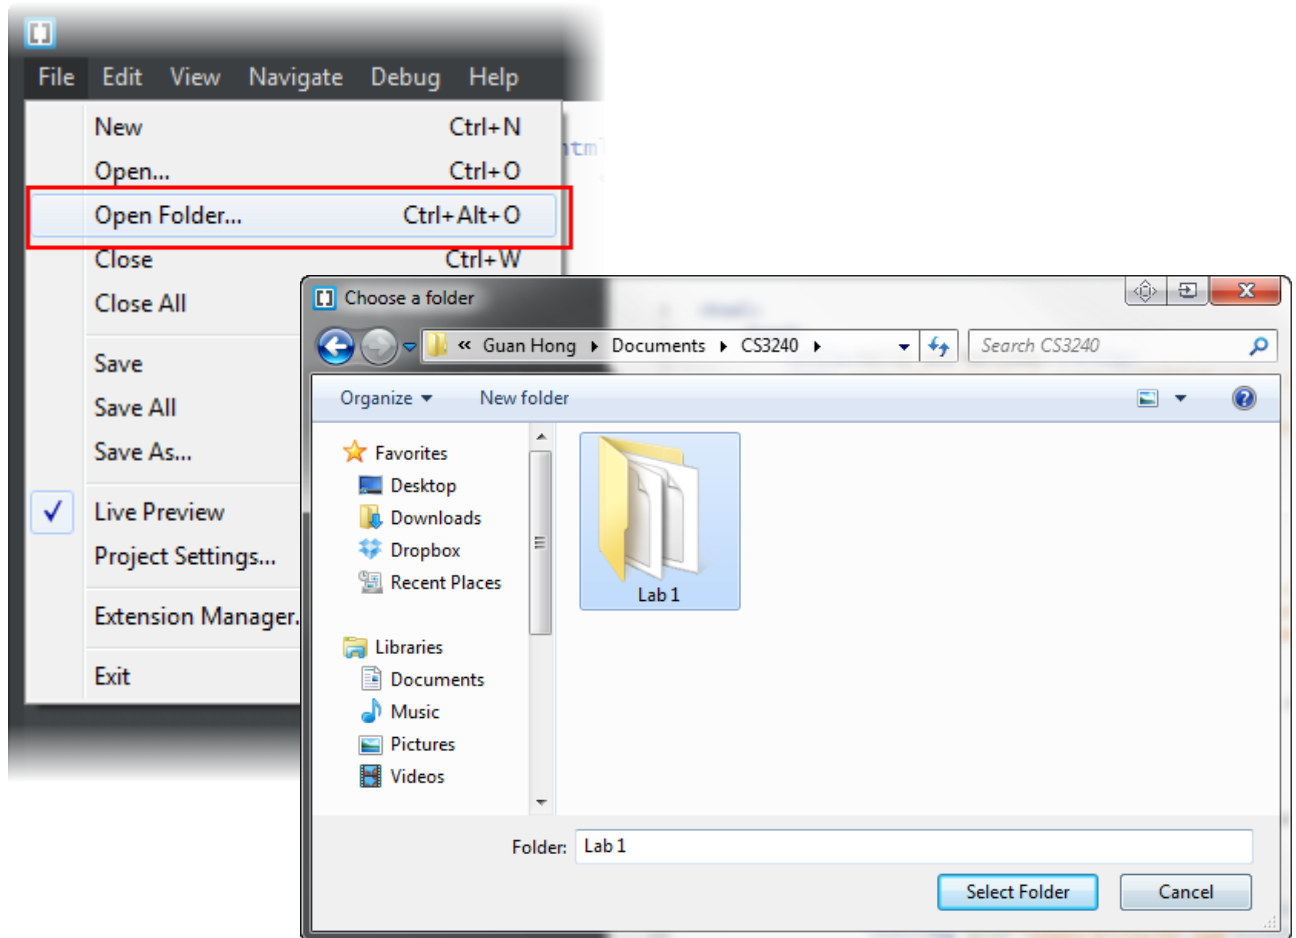 File Edit View Navigate Debug Help
New Ctrl+N
Open... Ctrl+O
Open Folder... Ctrl+Alt+O
Close Ctrl+W
Close All
Save
Save All
Save As...
Live Preview
Project Settings...
Extension Manager.
Exit
Choose a folder
« Guan Hong Documents CS3240
Search CS3240
Organize New folder
Favorites
Desktop
Downloads
Dropbox
Recent Places
Libraries
Documents
Music
Pictures
Videos
Lab 1
Folder: Lab 1
Select Folder Cancel